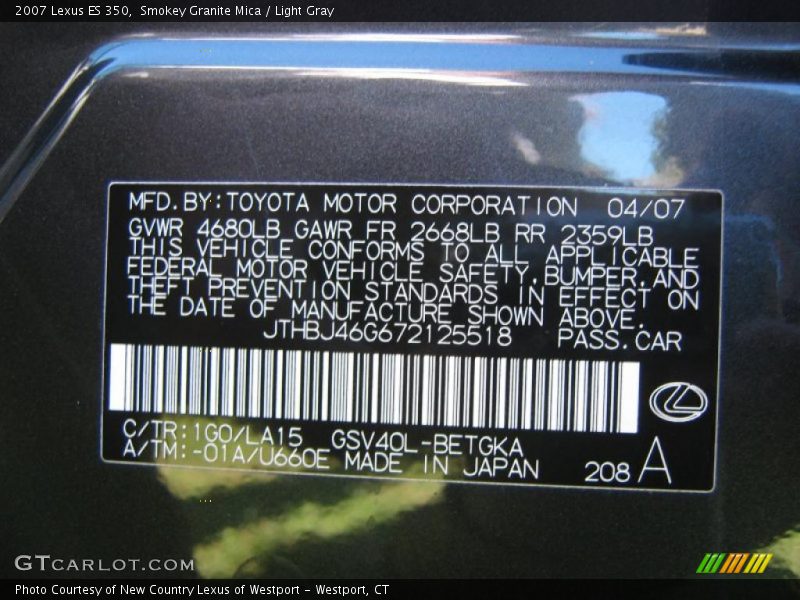 2007 Lexus ES 350, Smokey Granite Mica / Light Gray
MFD.BY:TOYOTA MOTOR CORPORATION 04/07
GVWR 4680LB GAWR FR 2668LB RR 2359LB
THIS VEHICLE CONFORMS TO ALL APPLICABLE
FEDERAL MOTOR VEHICLE SAFETY,BUMPER,AND
THEFT PREVENTION STANDARDS IN EFFECT ON
THE DATE OF MANUFACTURE SHOWN ABOVE.
JTHBJ46G672125518 PASS.CAR
C/TR:1G0/LA15 GSV40L-BETGKA
A/TM:-01A/U660E MADE IN JAPAN 208 A
GTCARLOT.COM
Photo Courtesy of New Country Lexus of Westport - Westport, CT